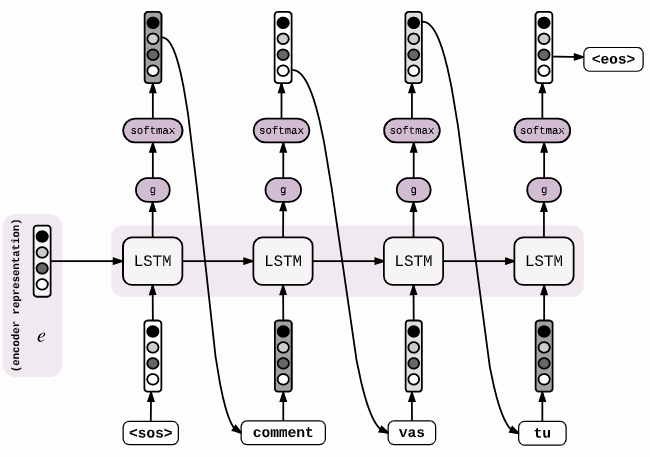 <eos>
softmax softmax softmax softmax
g g g g
(encoder representation)
e
LSTM LSTM LSTM LSTM
<sos> comment vas tu